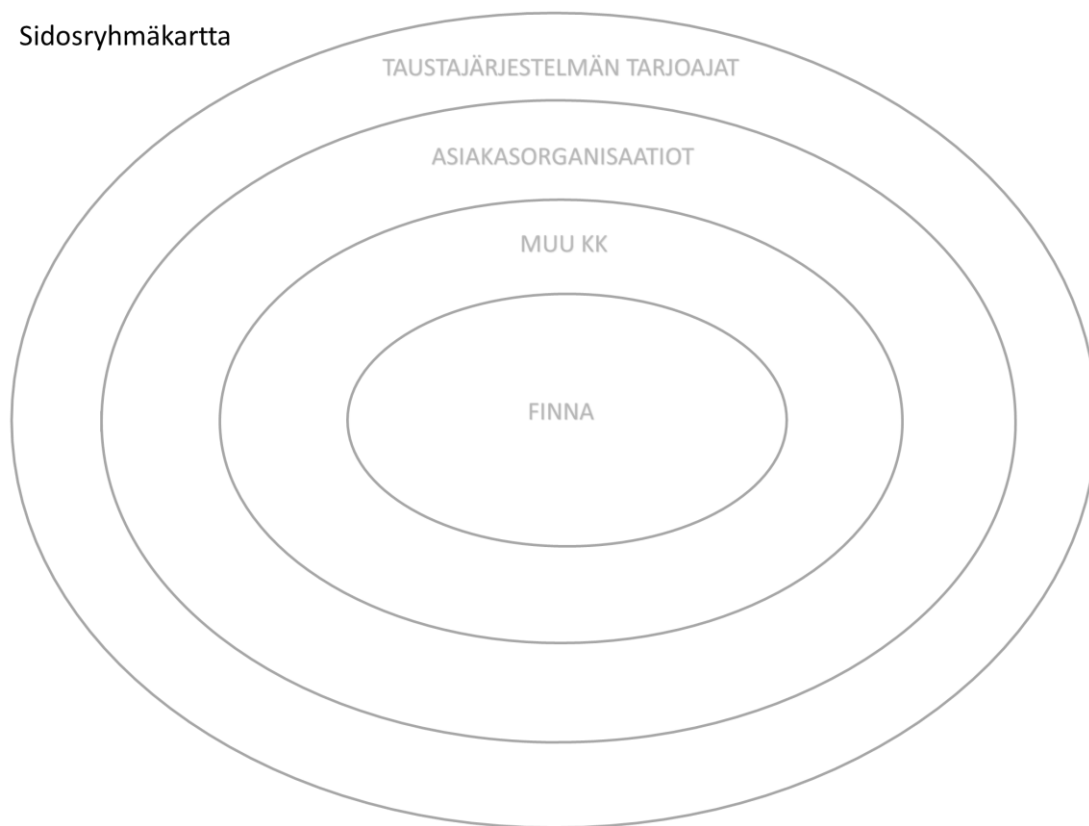 Sidosryhmäkartta
TAUSTAJÄRJESTELMÄN TARJOAJAT
ASIAKASORGANISAATIOT
MUU KK
FINNA